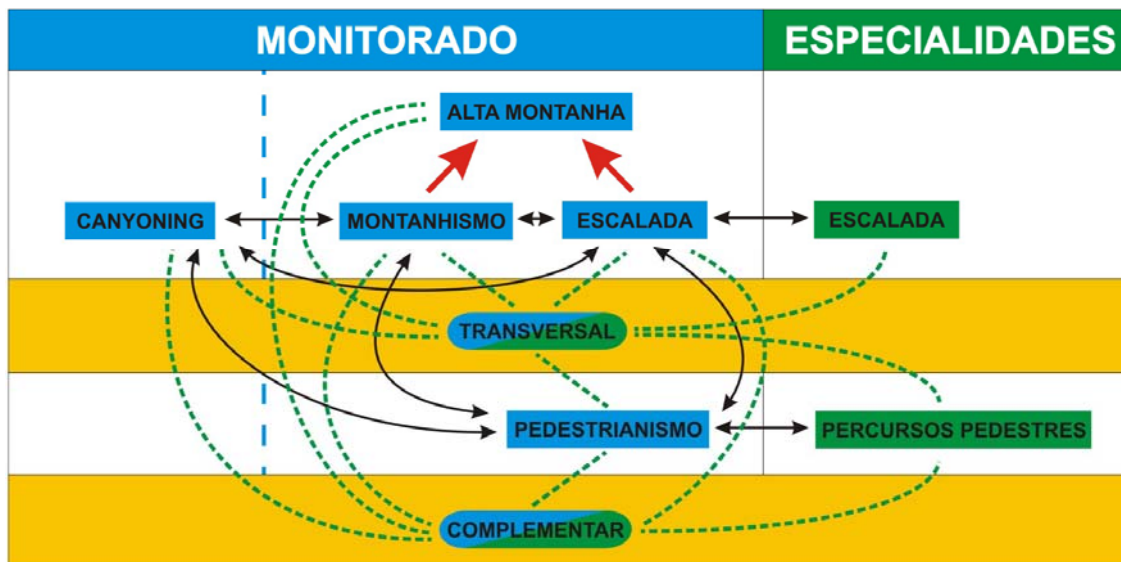 MONITORADO
ESPECIALIDADES
ALTA MONTANHA
CANYONING
MONTANHISMO
ESCALADA
ESCALADA
TRANSVERSAL
PEDESTRIANISMO
PERCURSOS PEDESTRES
COMPLEMENTAR